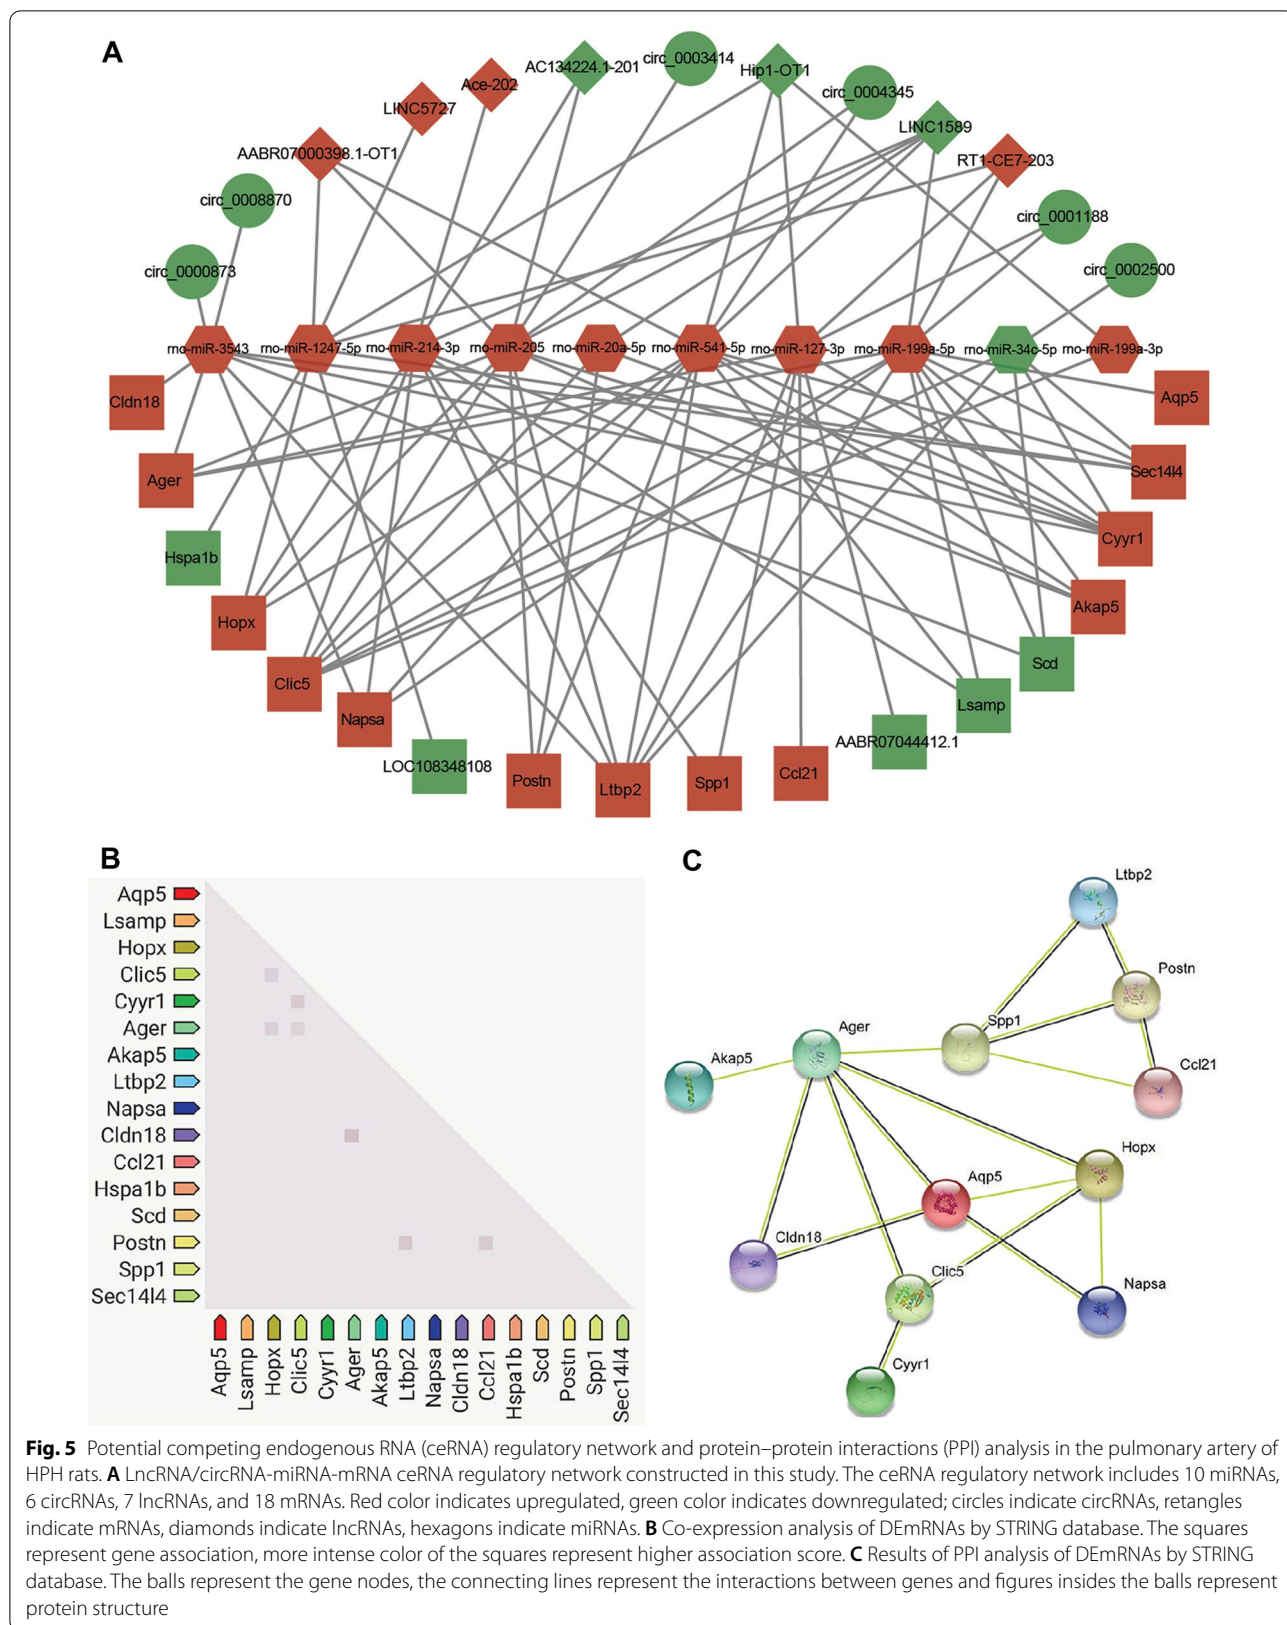 A
AC134224.1-201
circ_0003414
Hip1-OT1
circ_0004345
Ace-202
LINC5727
LINC1589
AABR07000398.1-OT1
RT1-CE7-203
circ_0008870
circ_0001188
circ_0000873
circ_0002500
rno-miR-3543
rno-miR-1247-5p
rno-miR-214-3p
rno-miR-205
rno-miR-20a-5p
rno-miR-541-5p
rno-miR-127-3p
rno-miR-199a-5p
rno-miR-34c-5p
rno-miR-199a-3p
Cldn18
Aqp5
Ager
Sec14l4
Hspa1b
Cyyr1
Hopx
Akap5
Clic5
Scd
Napsa
Lsamp
LOC108348108
AABR07044412.1
Postn
Ltbp2
Spp1
Ccl21
B
Aqp5
Lsamp
Hopx
Clic5
Cyyr1
Ager
Akap5
Ltbp2
Napsa
Cldn18
Ccl21
Hspa1b
Scd
Postn
Spp1
Sec14l4
Aqp5
Lsamp
Hopx
Clic5
Cyyr1
Ager
Akap5
Ltbp2
Napsa
Cldn18
Ccl21
Hspa1b
Scd
Postn
Spp1
Sec14l4
C
Ltbp2
Postn
Spp1
Ager
Akap5
Ccl21
Hopx
Aqp5
Cldn18
Clic5
Napsa
Cyyr1
Fig. 5 Potential competing endogenous RNA (ceRNA) regulatory network and protein–protein interactions (PPI) analysis in the pulmonary artery of
HPH rats. A LncRNA/circRNA-miRNA-mRNA ceRNA regulatory network constructed in this study. The ceRNA regulatory network includes 10 miRNAs,
6 circRNAs, 7 lncRNAs, and 18 mRNAs. Red color indicates upregulated, green color indicates downregulated; circles indicate circRNAs, retangles
indicate mRNAs, diamonds indicate lncRNAs, hexagons indicate miRNAs. B Co-expression analysis of DEmRNAs by STRING database. The squares
represent gene association, more intense color of the squares represent higher association score. C Results of PPI analysis of DEmRNAs by STRING
database. The balls represent the gene nodes, the connecting lines represent the interactions between genes and figures insides the balls represent
protein structure